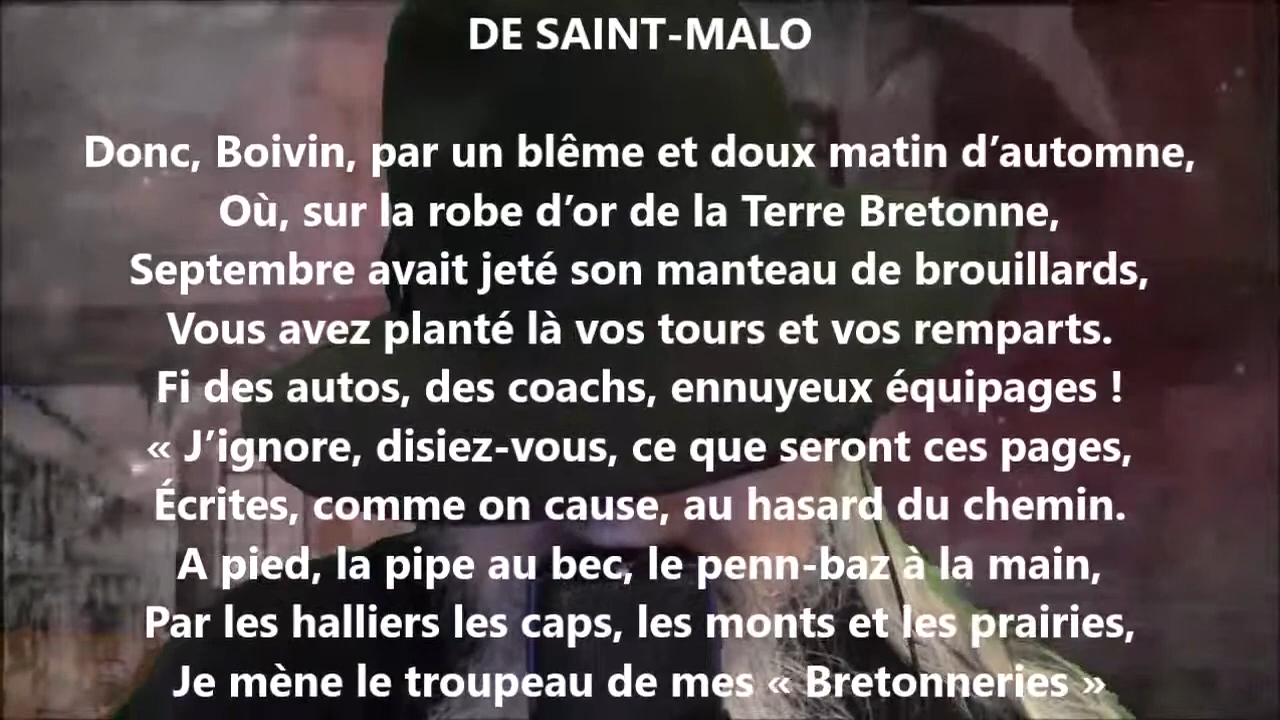 DE SAINT-MALO
Donc, Boivin, par un blême et doux matin d’automne,
Où, sur la robe d’or de la Terre Bretonne,
Septembre avait jeté son manteau de brouillards,
Vous avez planté là vos tours et vos remparts.
Fi des autos, des coachs, ennuyeux équipages !
« J’ignore, disiez-vous, ce que seront ces pages,
Écrites, comme on cause, au hasard du chemin.
A pied, la pipe au bec, le penn-baz à la main,
Par les halliers les caps, les monts et les prairies,
Je mène le troupeau de mes « Bretonneries »